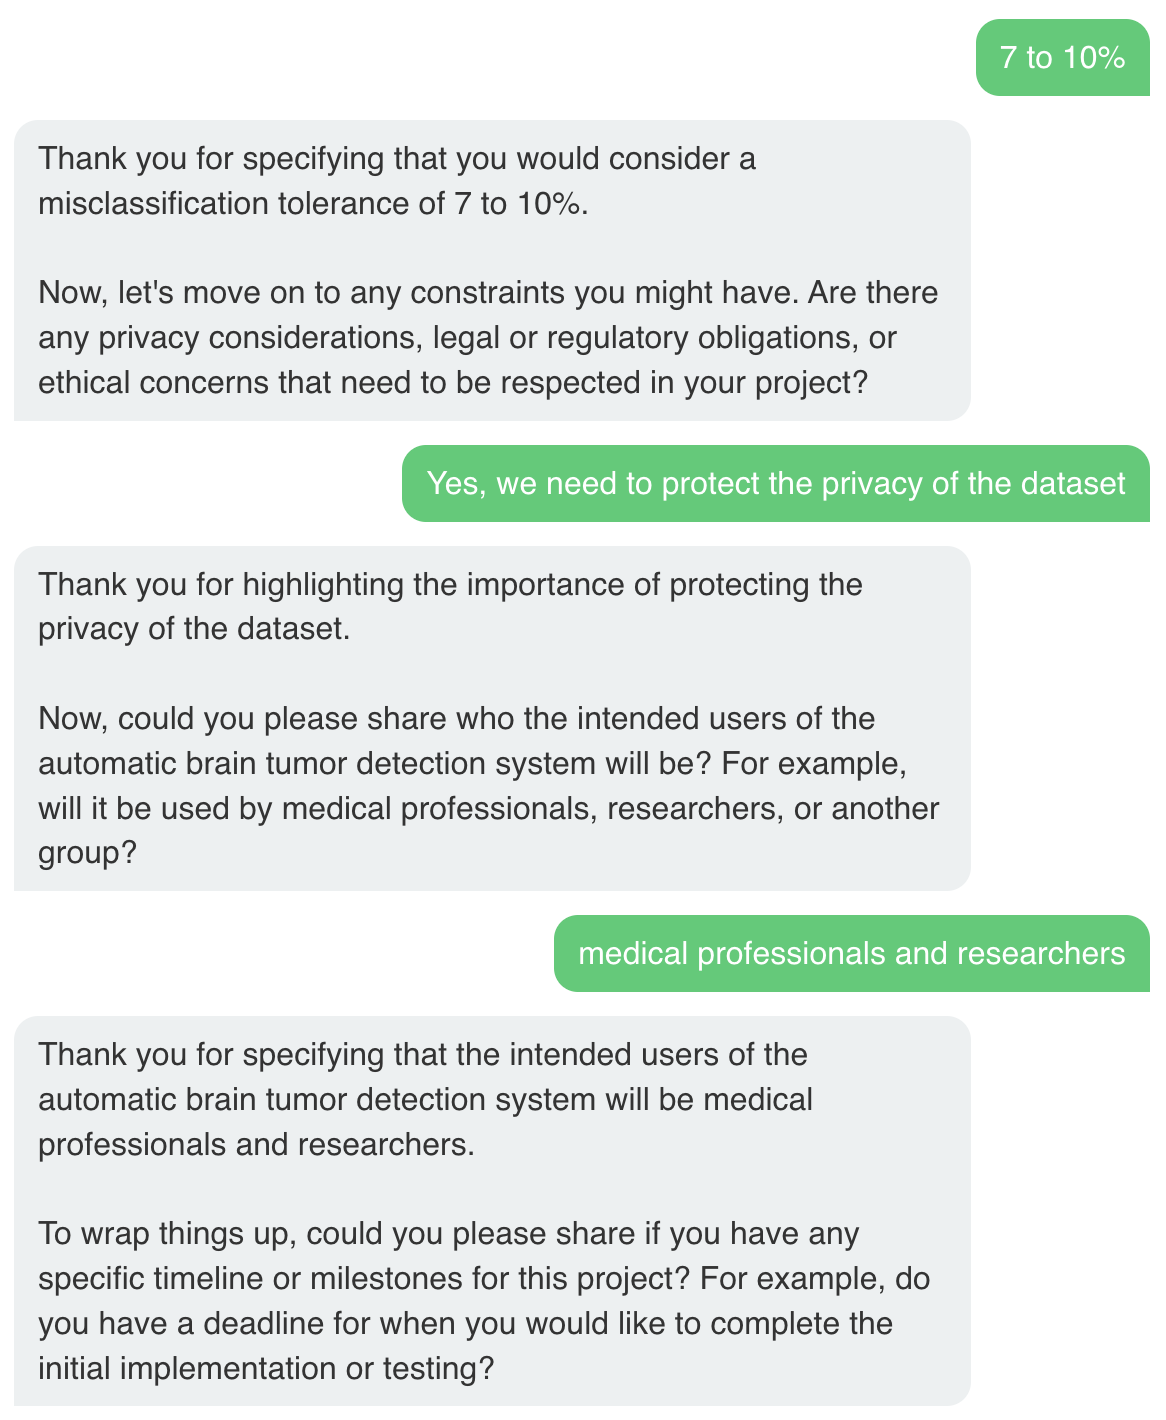 7 to 10%
Thank you for specifying that you would consider a
misclassification tolerance of 7 to 10%.
Now, let's move on to any constraints you might have. Are there
any privacy considerations, legal or regulatory obligations, or
ethical concerns that need to be respected in your project?
Yes, we need to protect the privacy of the dataset
Thank you for highlighting the importance of protecting the
privacy of the dataset.
Now, could you please share who the intended users of the
automatic brain tumor detection system will be? For example,
will it be used by medical professionals, researchers, or another
group?
medical professionals and researchers
Thank you for specifying that the intended users of the
automatic brain tumor detection system will be medical
professionals and researchers.
To wrap things up, could you please share if you have any
specific timeline or milestones for this project? For example, do
you have a deadline for when you would like to complete the
initial implementation or testing?